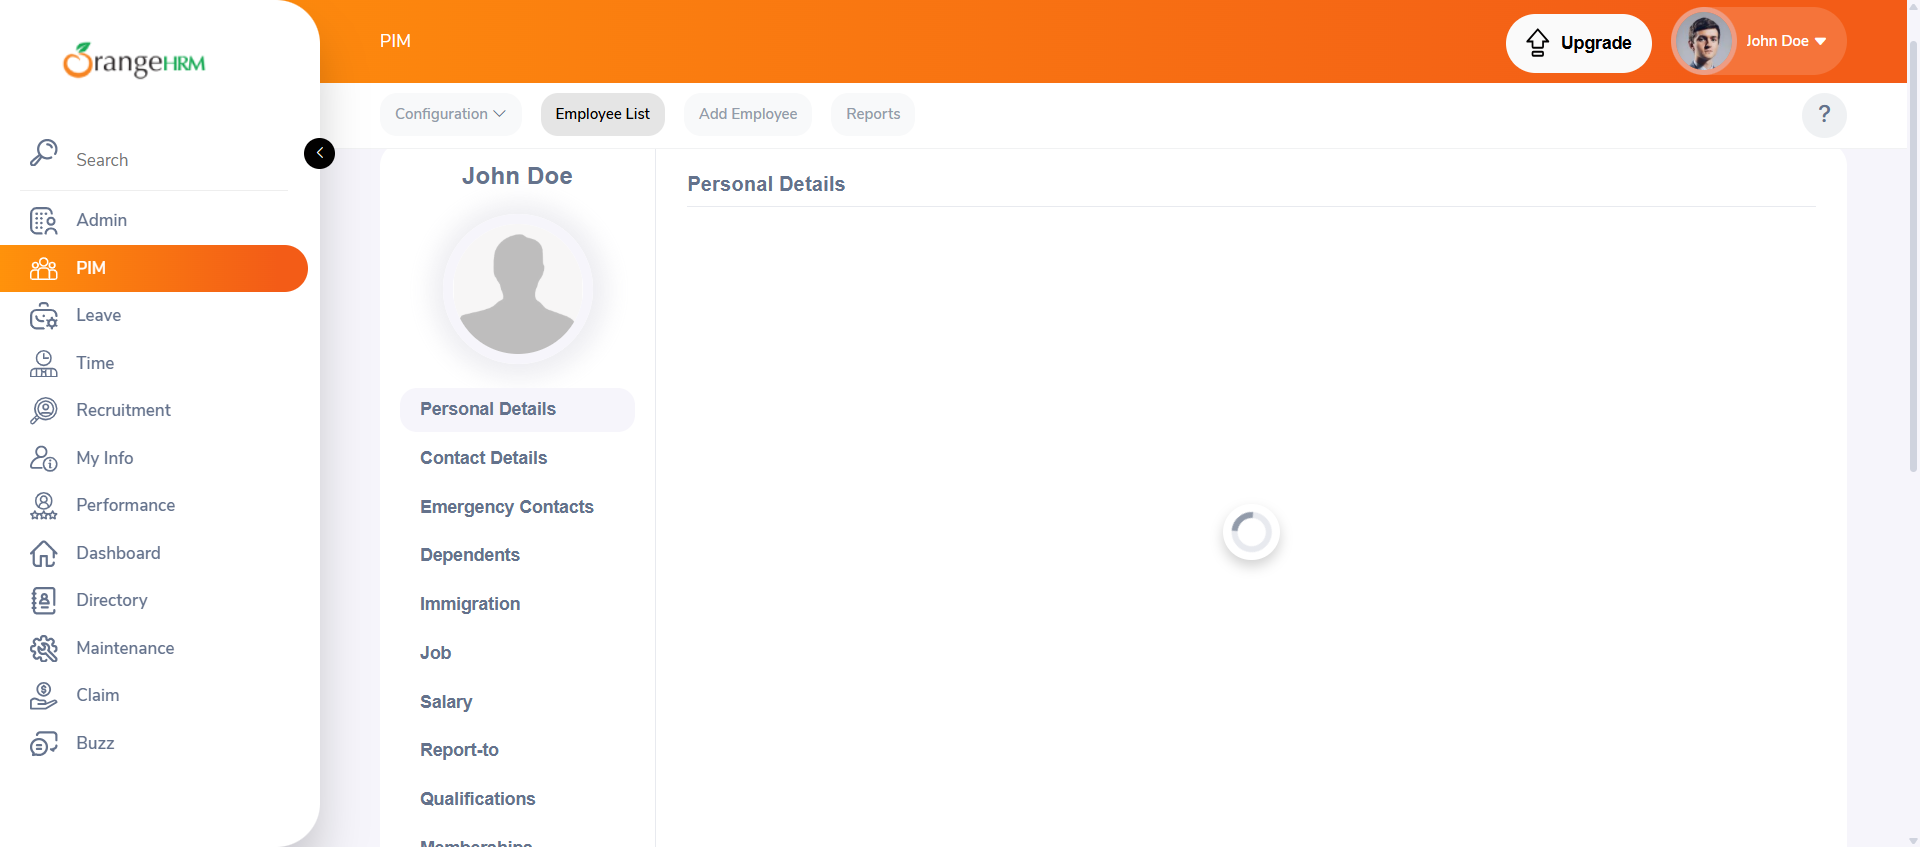 OrangeHRM
Search
Admin
PIM
Leave
Time
Recruitment
My Info
Performance
Dashboard
Directory
Maintenance
Claim
Buzz
PIM
Upgrade
John Doe
Configuration
Employee List
Add Employee
Reports
?
John Doe
Personal Details
Contact Details
Emergency Contacts
Dependents
Immigration
Job
Salary
Report-to
Qualifications
Memberships
Personal Details